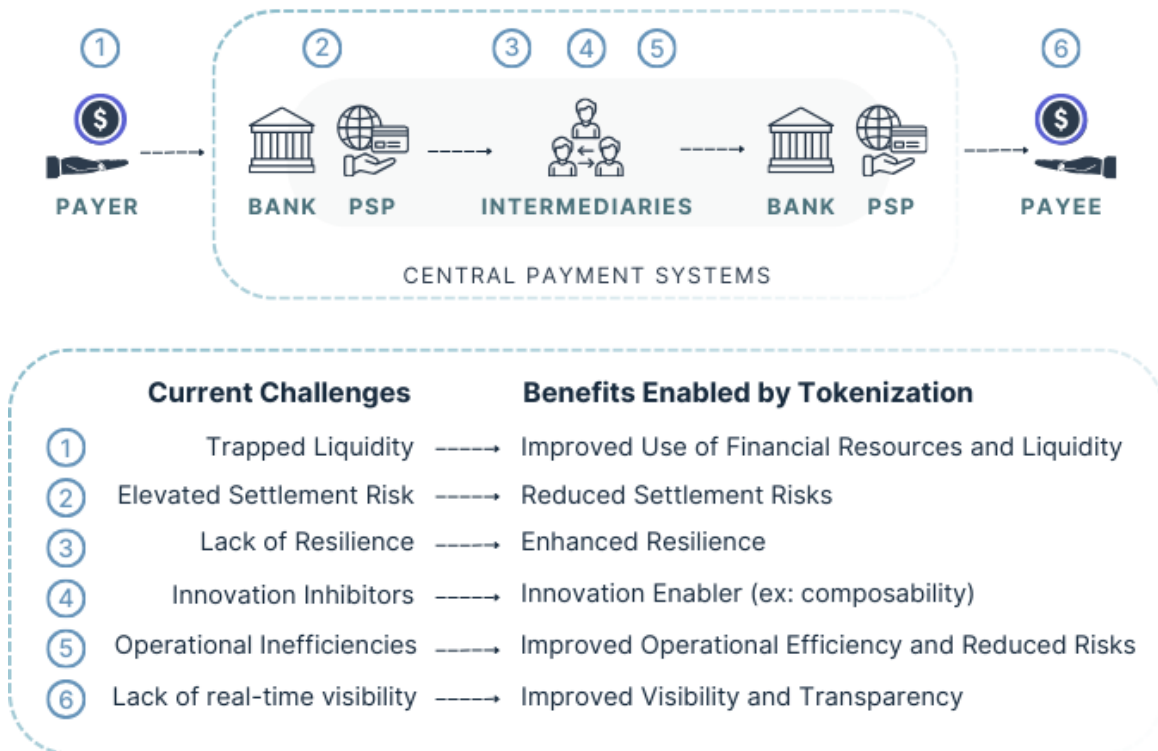 1 2 3 4 5 6
$ $
PAYER BANK PSP INTERMEDIARIES BANK PSP PAYEE
CENTRAL PAYMENT SYSTEMS
Current Challenges Benefits Enabled by Tokenization
1 Trapped Liquidity Improved Use of Financial Resources and Liquidity
2 Elevated Settlement Risk Reduced Settlement Risks
3 Lack of Resilience Enhanced Resilience
4 Innovation Inhibitors Innovation Enabler (ex: composability)
5 Operational Inefficiencies Improved Operational Efficiency and Reduced Risks
6 Lack of real-time visibility Improved Visibility and Transparency